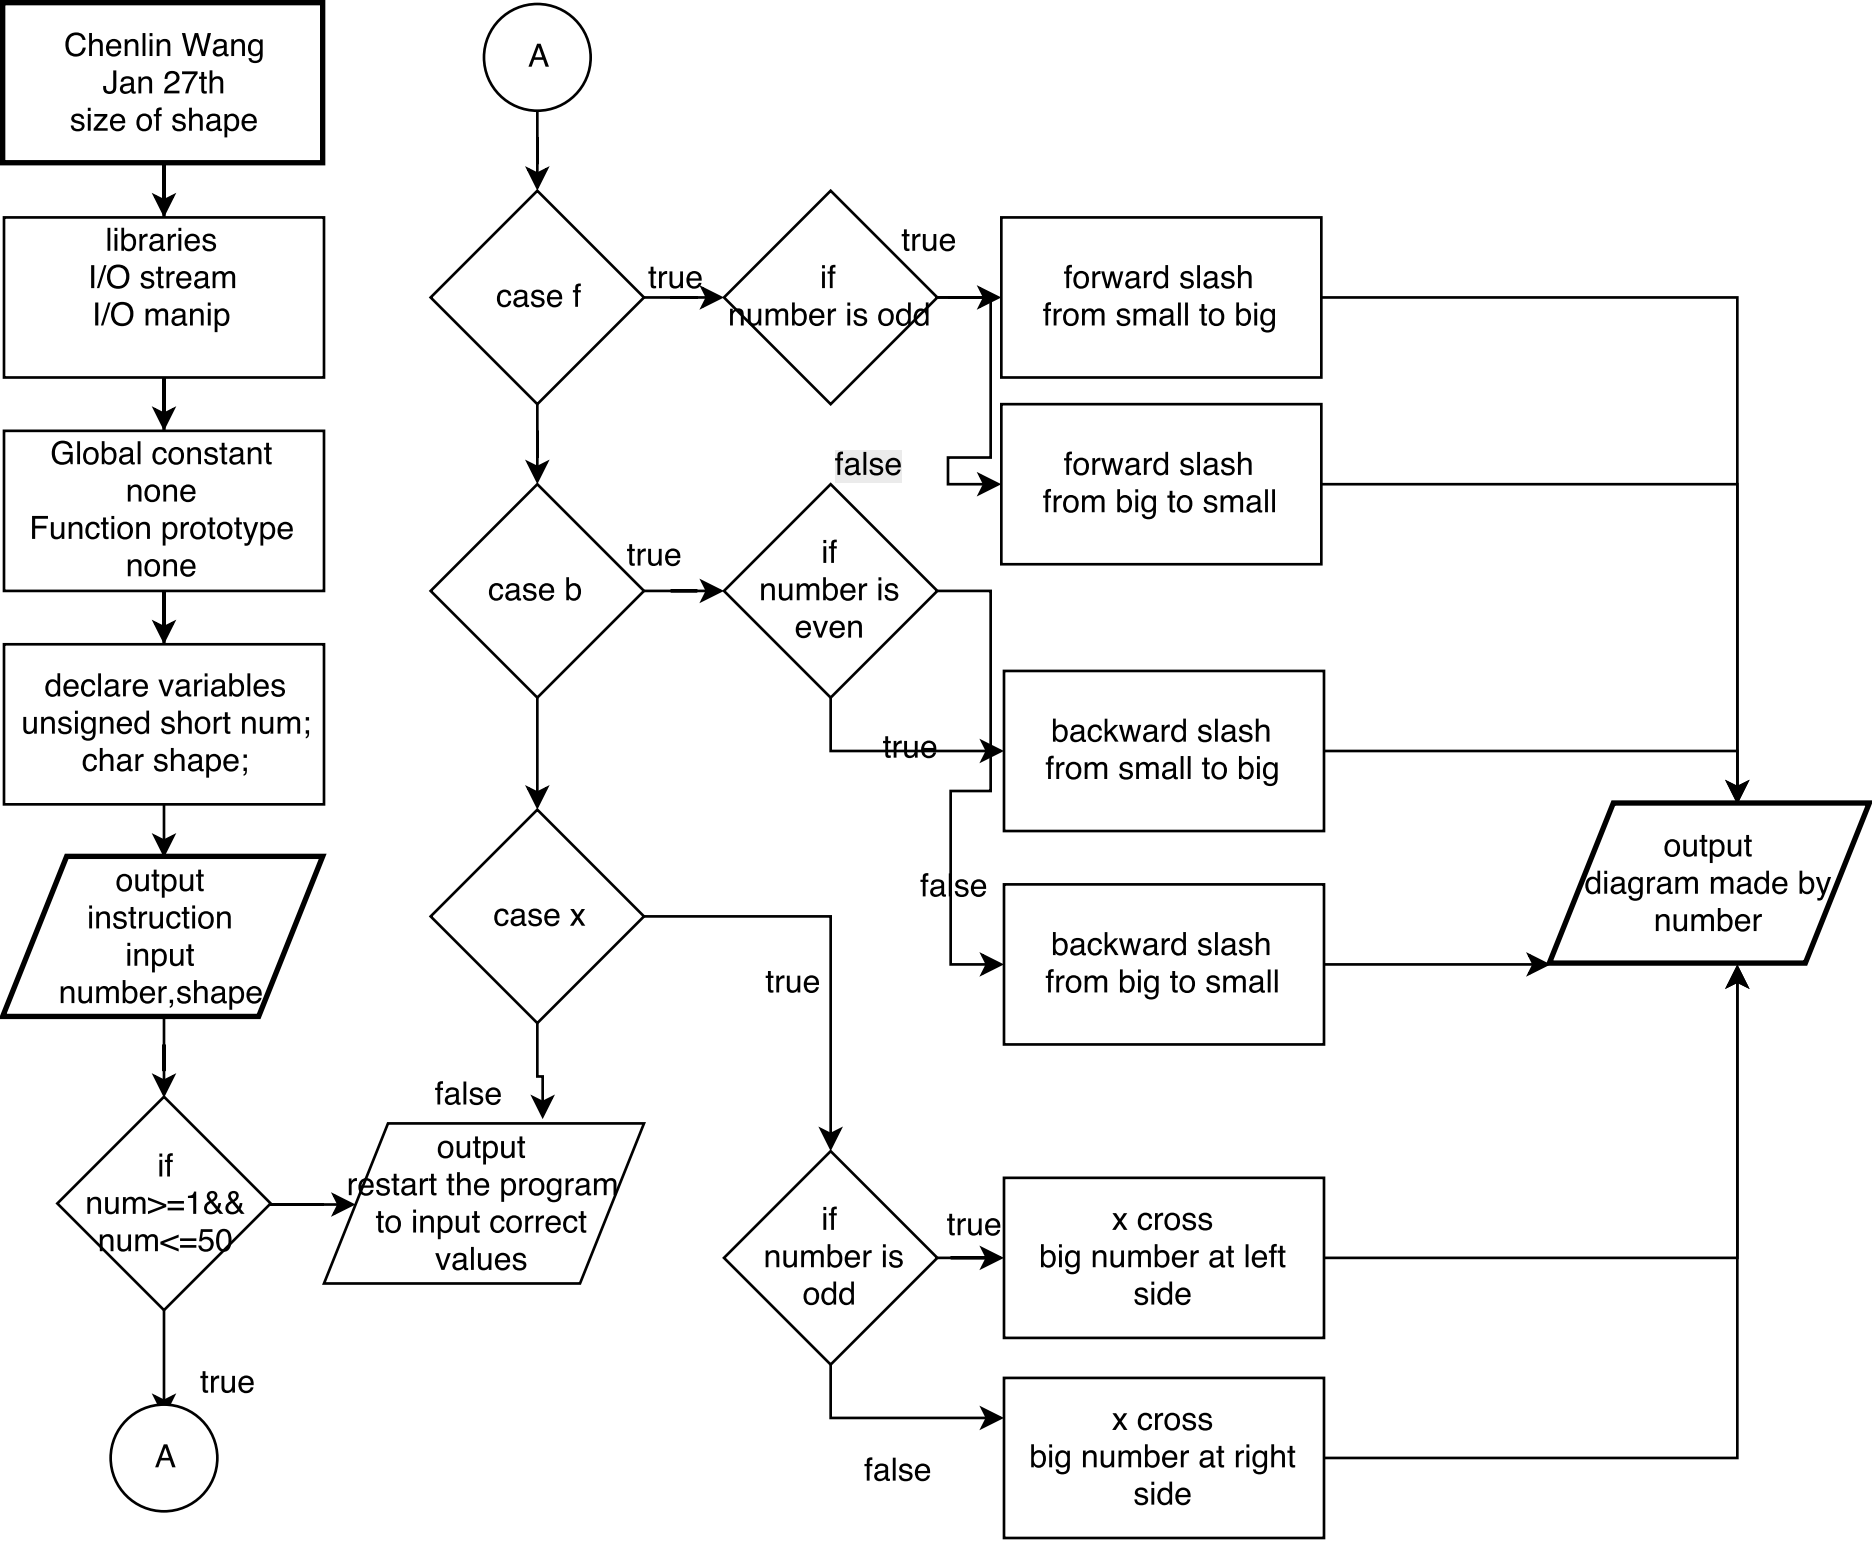 Chenlin Wang
Jan 27th
size of shape
libraries
I/O stream
I/O manip
Global constant
none
Function prototype
none
declare variables
unsigned short num;
char shape;
output
instruction
input
number,shape
if
num>=1&&
num<=50
true
A
A
case f
true
if
number is odd
true
forward slash
from small to big
false
forward slash
from big to small
case b
true
if
number is
even
true
backward slash
from small to big
false
backward slash
from big to small
case x
true
false
output
restart the program
to input correct
values
if
number is
odd
true
x cross
big number at left
side
false
x cross
big number at right
side
output
diagram made by
number